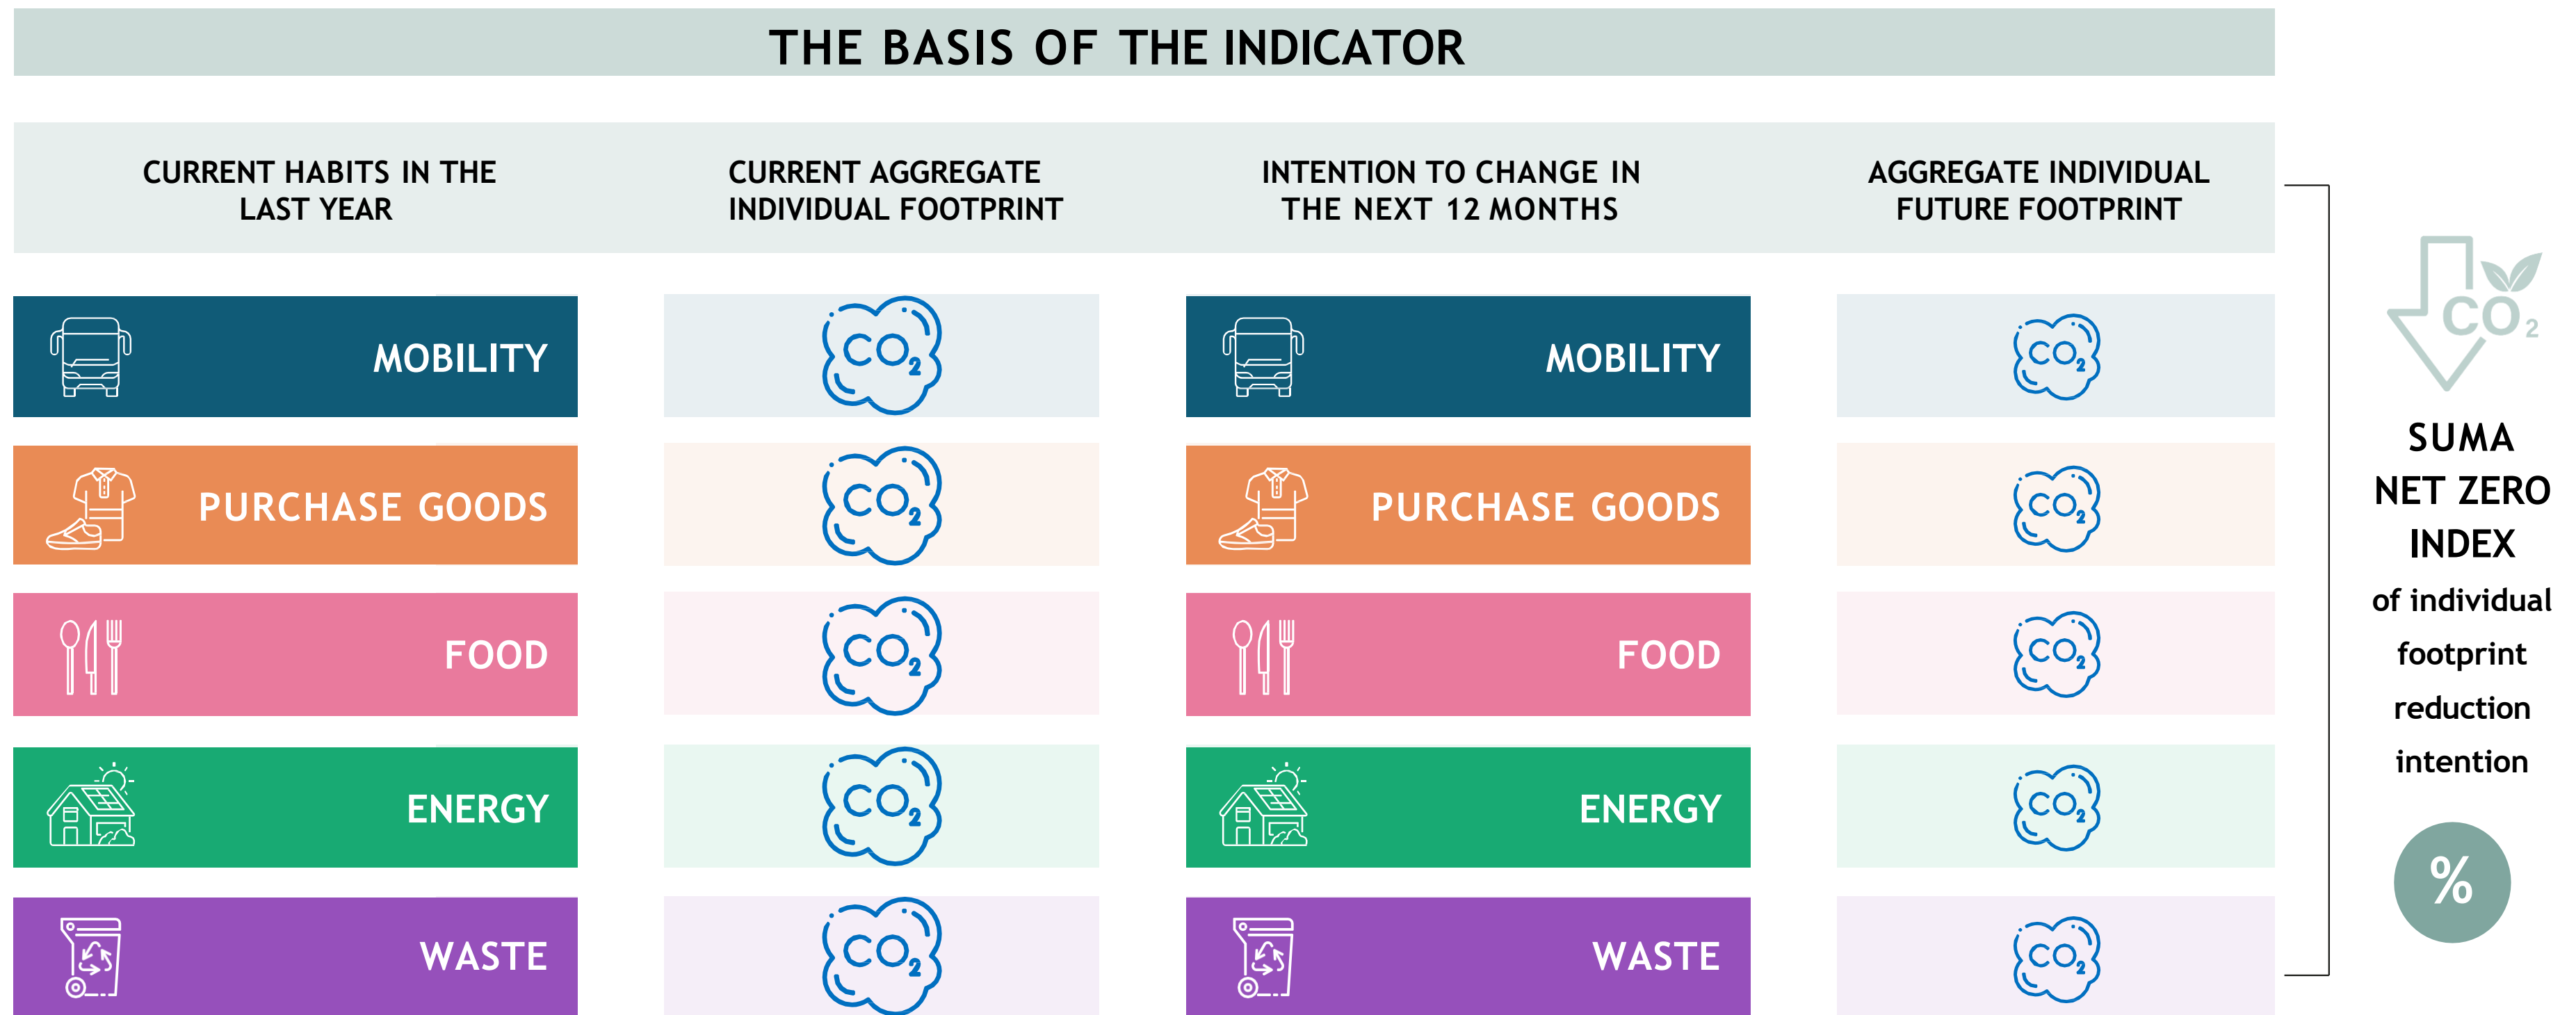 THE BASIS OF THE INDICATOR
CURRENT HABITS IN THE
LAST YEAR
CURRENT AGGREGATE
INDIVIDUAL FOOTPRINT
INTENTION TO CHANGE IN
THE NEXT 12 MONTHS
AGGREGATE INDIVIDUAL
FUTURE FOOTPRINT
MOBILITY
CO2
MOBILITY
CO2
PURCHASE GOODS
CO2
PURCHASE GOODS
CO2
FOOD
CO2
FOOD
CO2
ENERGY
CO2
ENERGY
CO2
WASTE
CO2
WASTE
CO2
CO2
SUMA
NET ZERO
INDEX
of individual
footprint
reduction
intention
%